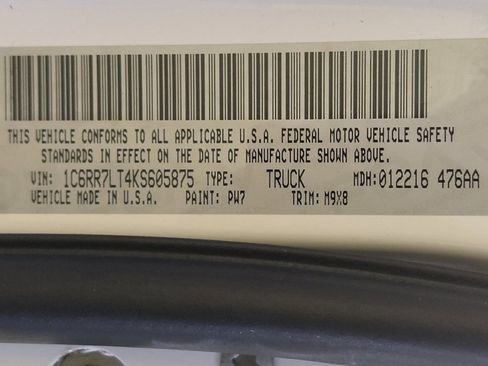 THIS VEHICLE CONFORMS TO ALL APPLICABLE U.S.A. FEDERAL MOTOR VEHICLE SAFETY
STANDARDS IN EFFECT ON THE DATE OF MANUFACTURE SHOWN ABOVE.
VIN: 1C6RR7LT4KS605875 TYPE: TRUCK MDH: 012216 476AA
VEHICLE MADE IN U.S.A. PAINT: PW7 TRIM: M9X8